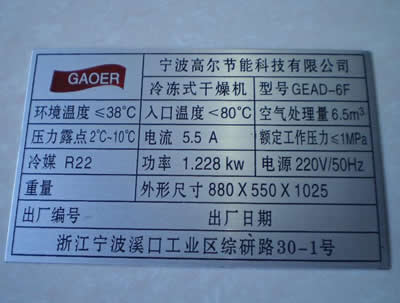 GAOER
宁波高尔节能科技有限公司
冷冻式干燥机 型号GEAD-6F
环境温度≤38°C 入口温度<80°C 空气处理量6.5m³
压力露点2°C~10°C 电流 5.5 A 额定工作压力≤1MPa
冷媒 R22 功率 1.228 kw 电源 220V/50Hz
重量 外形尺寸 880 X 550 X 1025
出厂编号 出厂日期
浙江宁波溪口工业区综研路30-1号